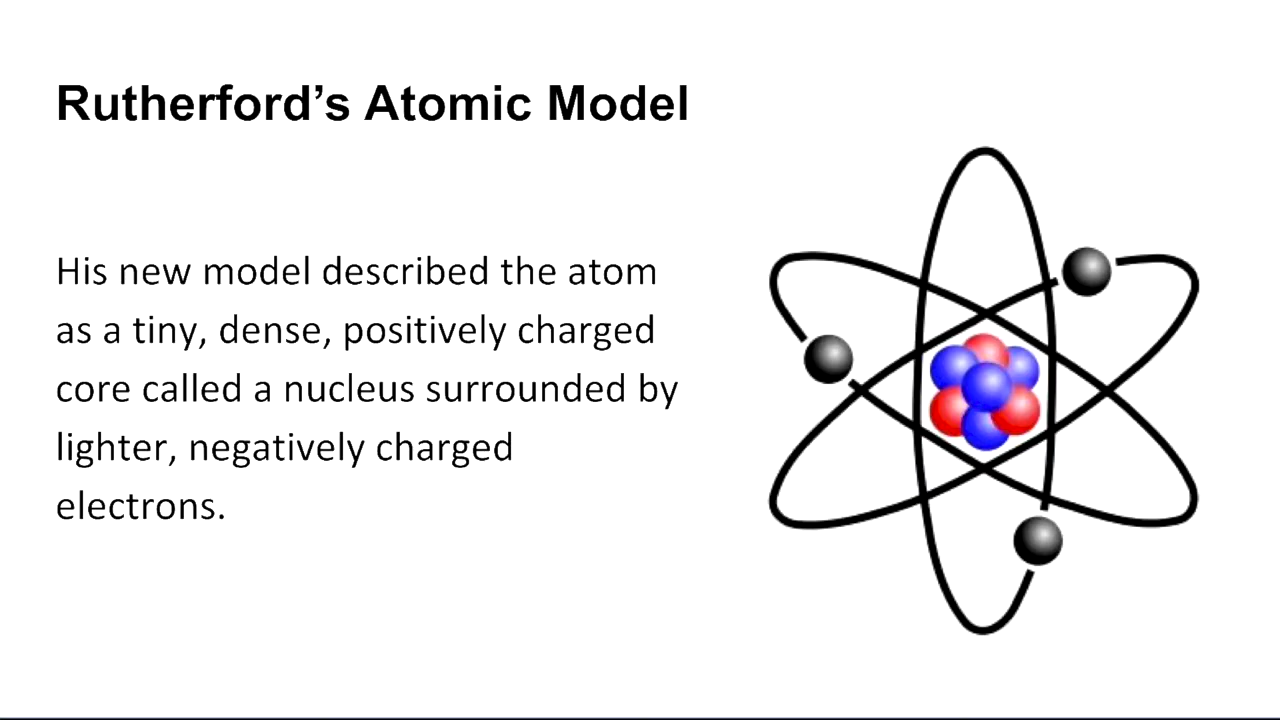 Rutherford’s Atomic Model
His new model described the atom
as a tiny, dense, positively charged
core called a nucleus surrounded by
lighter, negatively charged
electrons.